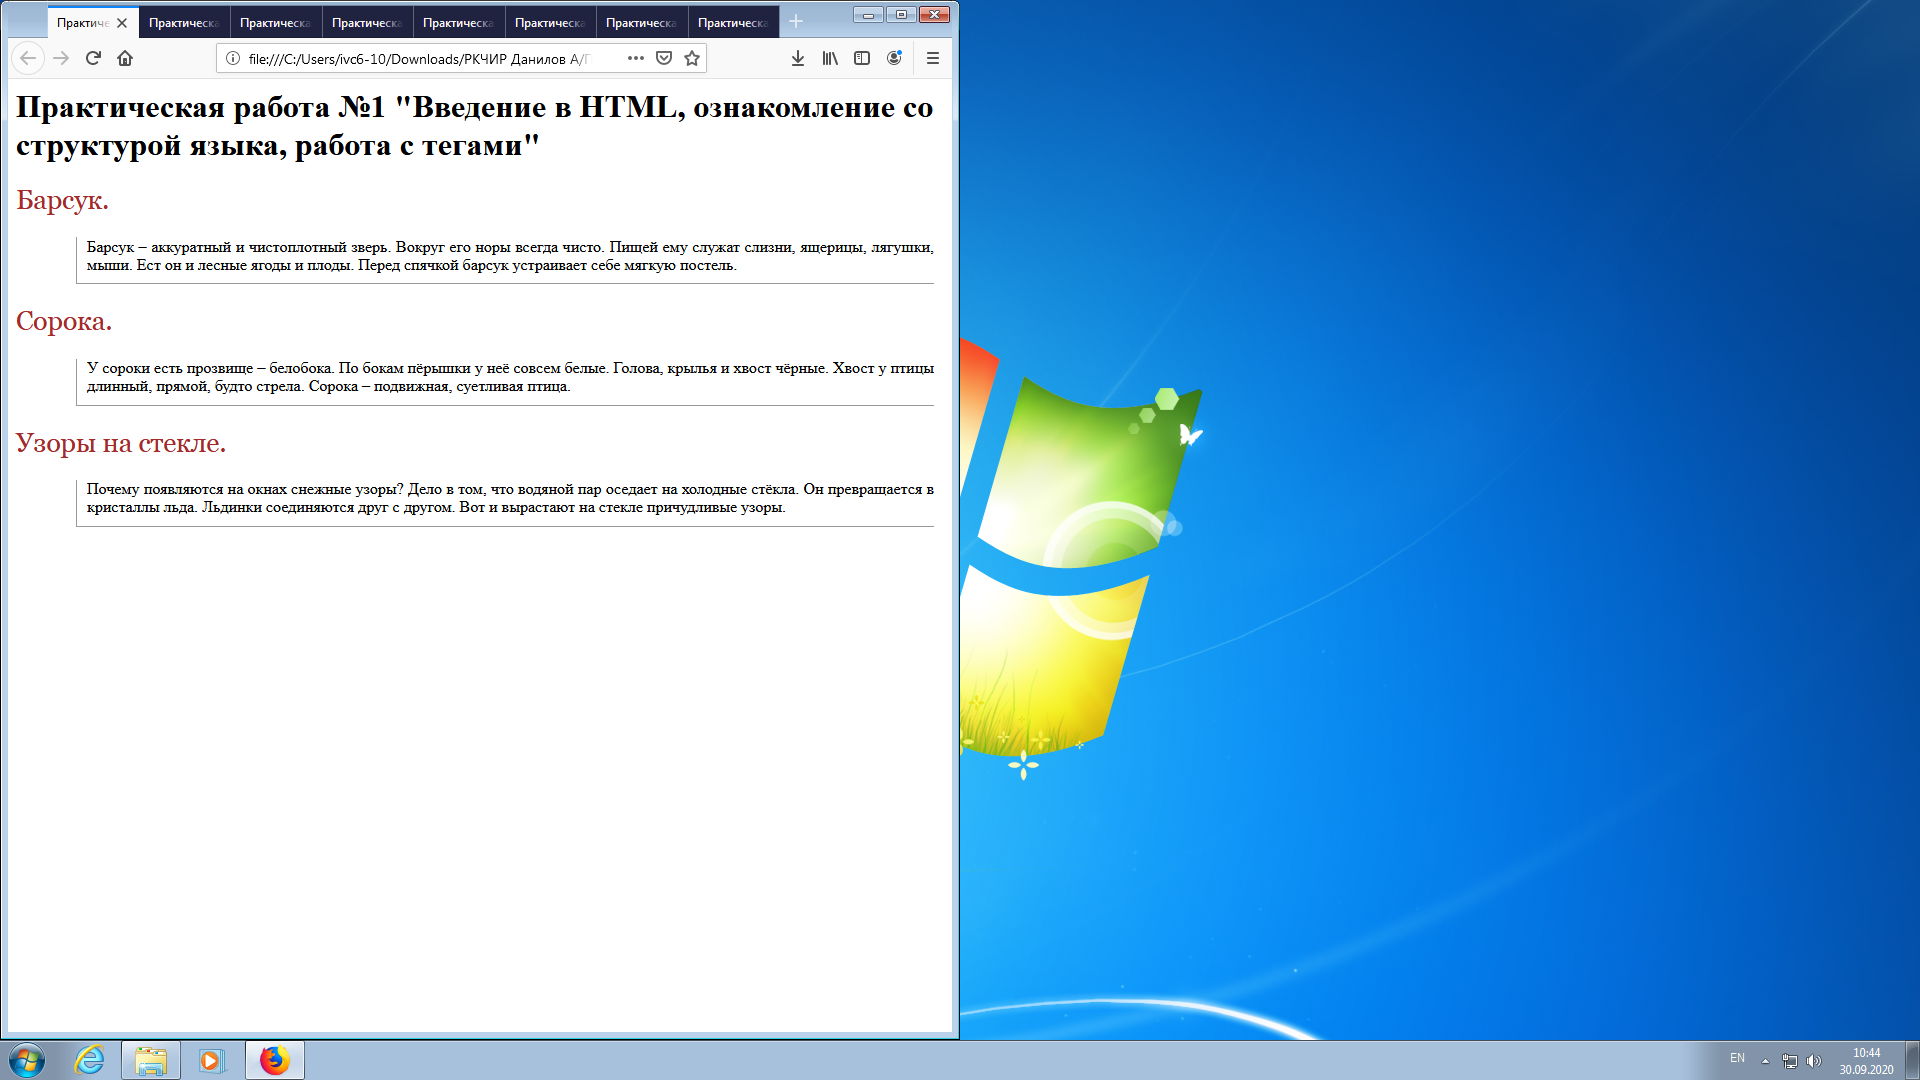 Практиче
Практическа
Практическа
Практическа
Практическа
Практическа
Практическа
Практическа
file:///C:/Users/ivc6-10/Downloads/РКЧИР Данилов А/Г
Практическая работа №1 "Введение в HTML, ознакомление со
структурой языка, работа с тегами"
Барсук.
Барсук – аккуратный и чистоплотный зверь. Вокруг его норы всегда чисто. Пищей ему служат слизни, ящерицы, лягушки,
мыши. Ест он и лесные ягоды и плоды. Перед спячкой барсук устраивает себе мягкую постель.
Сорока.
У сороки есть прозвище – белобока. По бокам пёрышки у неё совсем белые. Голова, крылья и хвост чёрные. Хвост у птицы
длинный, прямой, будто стрела. Сорока – подвижная, суетливая птица.
Узоры на стекле.
Почему появляются на окнах снежные узоры? Дело в том, что водяной пар оседает на холодные стёкла. Он превращается в
кристаллы льда. Льдинки соединяются друг с другом. Вот и вырастают на стекле причудливые узоры.
EN
10:44
30.09.2020